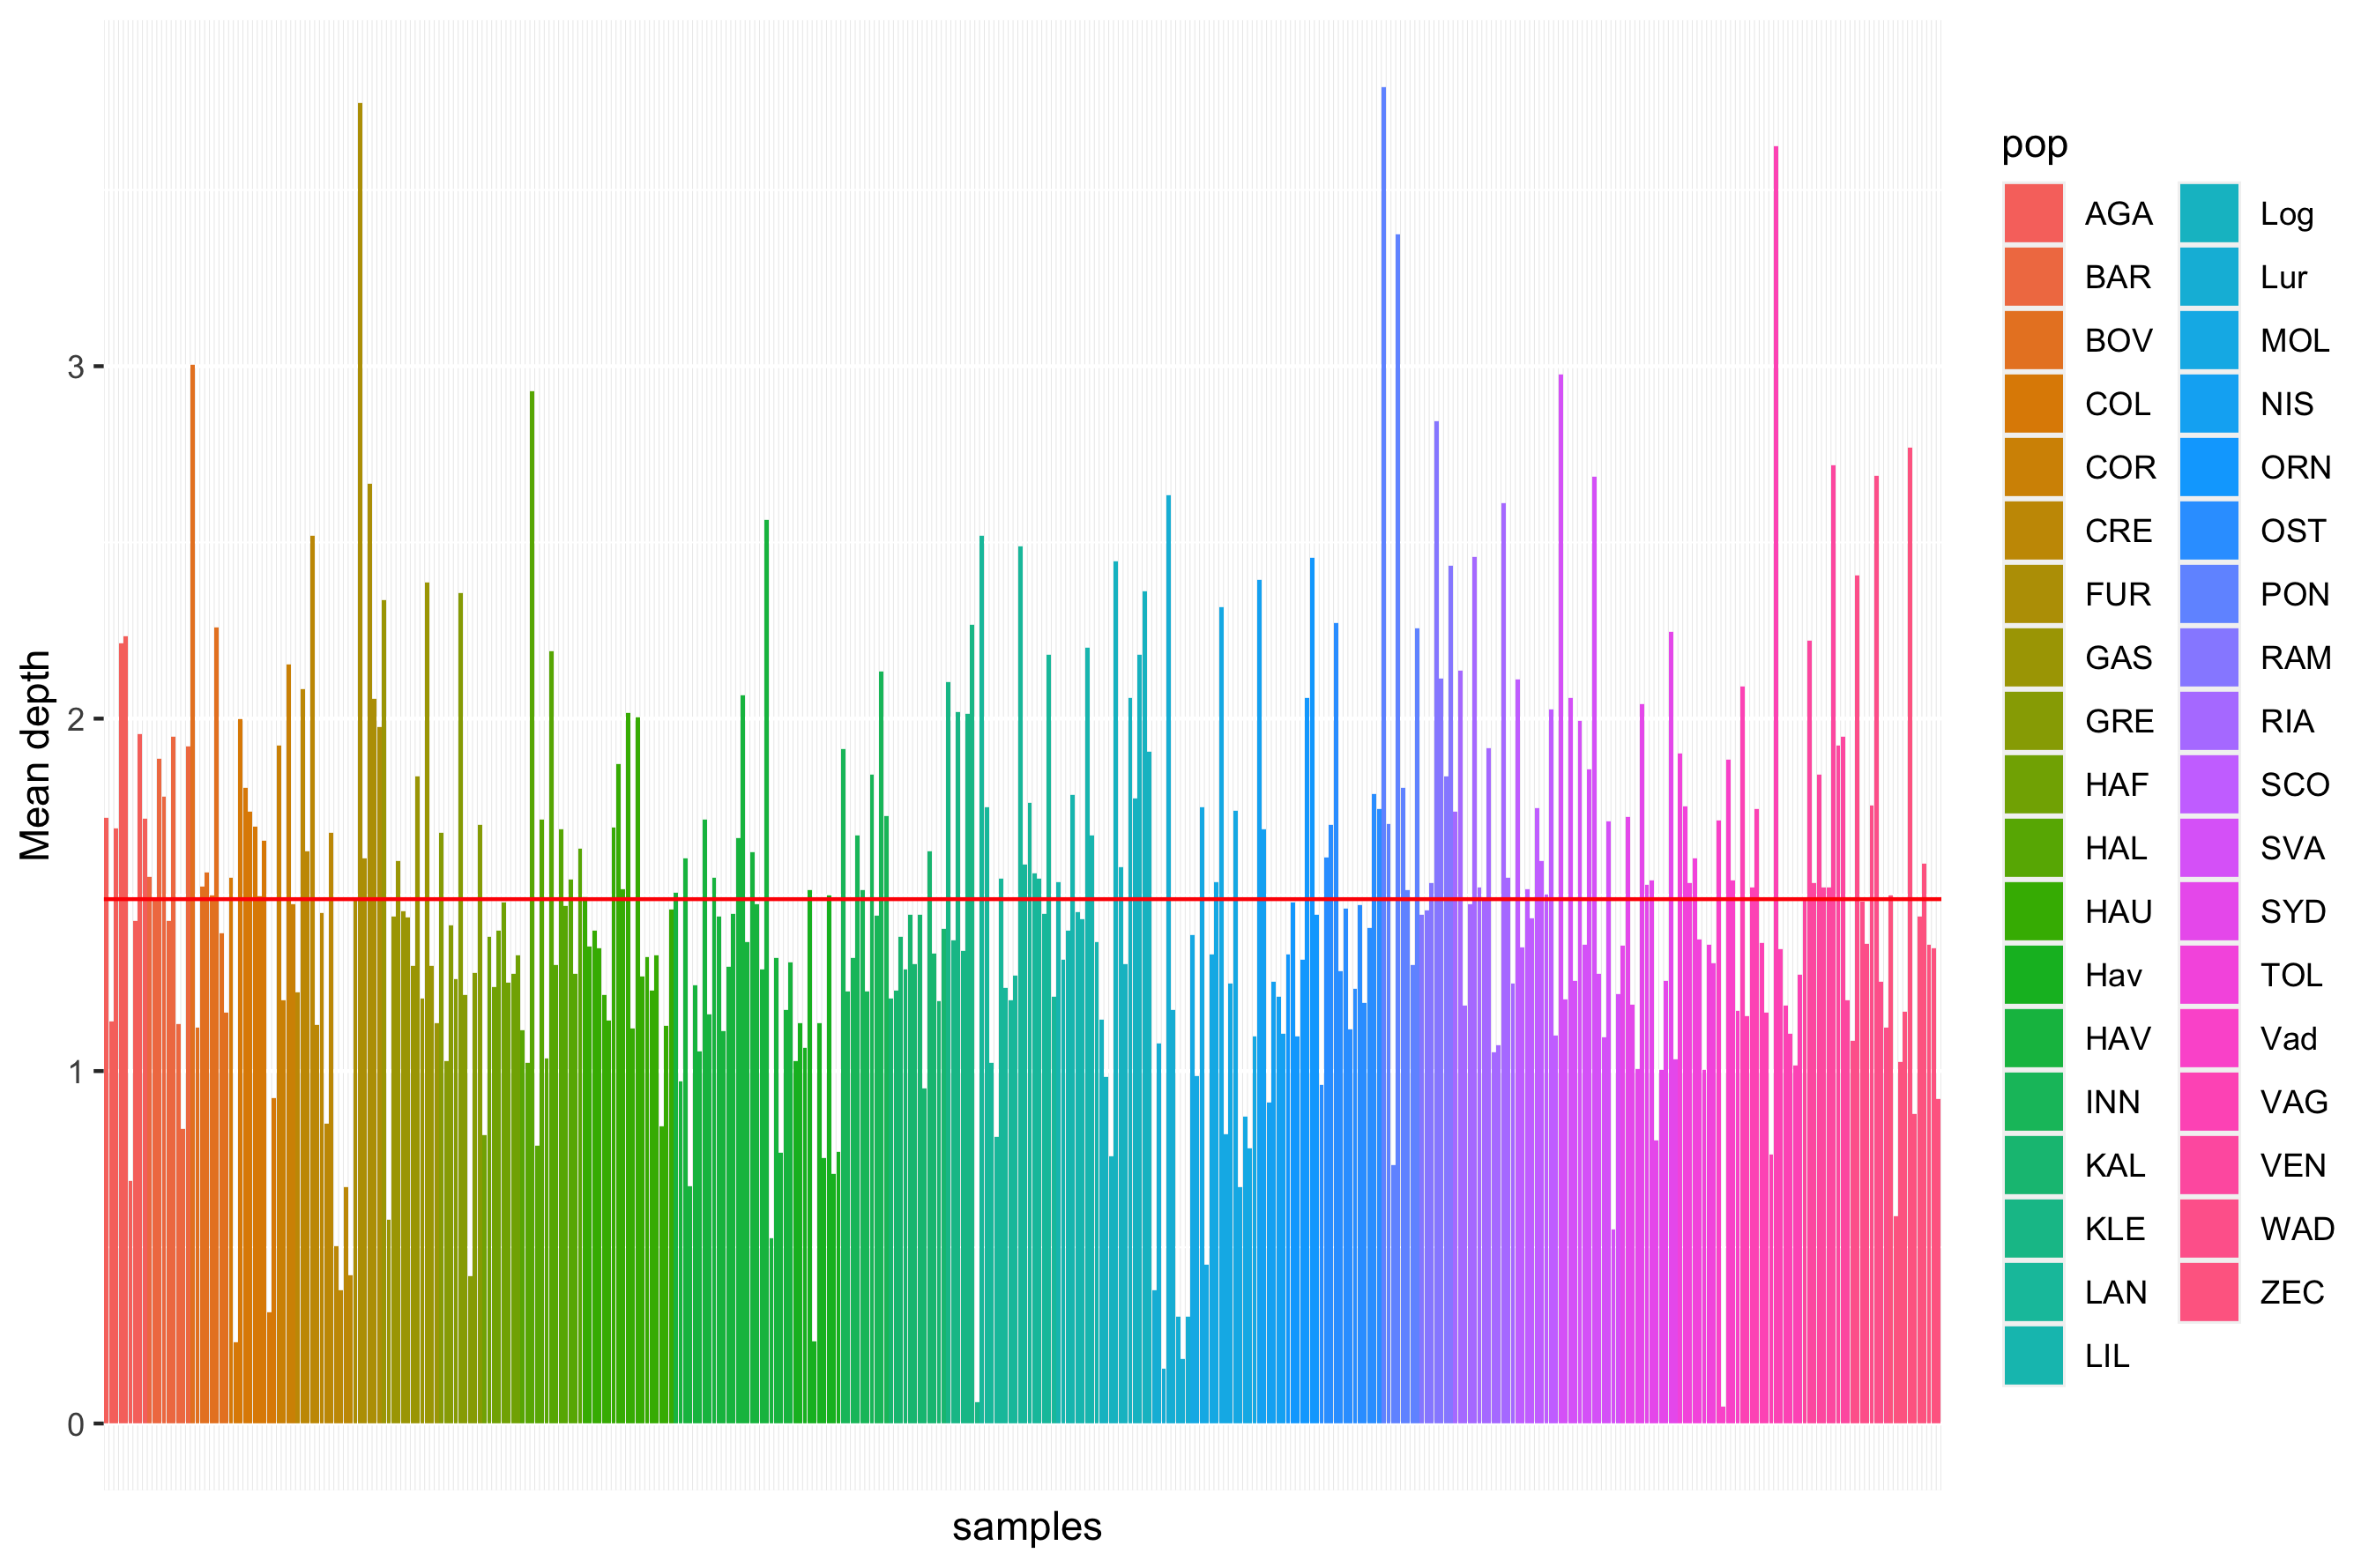 Mean depth
3
2
1
0
samples
pop
AGA
BAR
BOV
COL
COR
CRE
FUR
GAS
GRE
HAF
HAL
HAU
Hav
HAV
INN
KAL
KLE
LAN
LIL
Log
Lur
MOL
NIS
ORN
OST
PON
RAM
RIA
SCO
SVA
SYD
TOL
Vad
VAG
VEN
WAD
ZEC